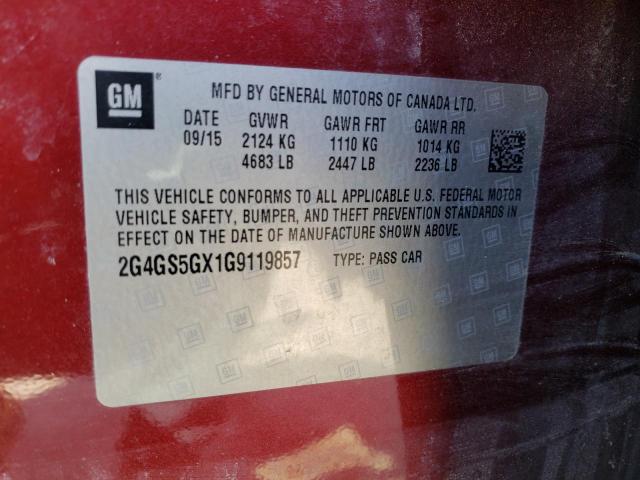 GM
MFD BY GENERAL MOTORS OF CANADA LTD.
DATE GVWR GAWR FRT GAWR RR
09/15 2124 KG 1110 KG 1014 KG
4683 LB 2447 LB 2236 LB
THIS VEHICLE CONFORMS TO ALL APPLICABLE U.S. FEDERAL MOTOR
VEHICLE SAFETY, BUMPER, AND THEFT PREVENTION STANDARDS IN
EFFECT ON THE DATE OF MANUFACTURE SHOWN ABOVE.
2G4GS5GX1G9119857 TYPE: PASS CAR